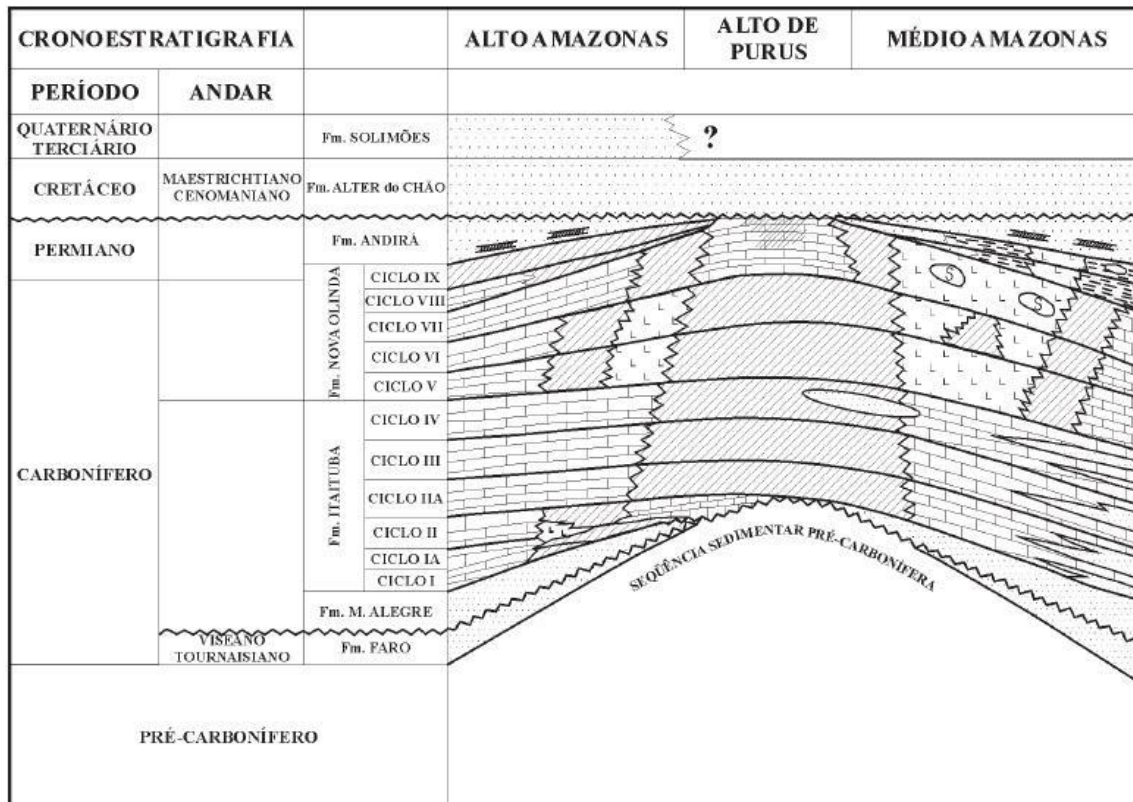 CRONOESTRATIGRAFIA
ALTO AMAZONAS
ALTO DE
PURUS
MÉDIO AMAZONAS
PERÍODO
ANDAR
QUATERNÁRIO
TERCIÁRIO
Fm. SOLIMÕES
?
CRETÁCEO
MAESTRICHTIANO
CENOMANIANO
Fm. ALTER do CHÃO
PERMIANO
Fm. ANDIRÁ
Fm. NOVA OLINDA
CICLO IX
CICLO VIII
CICLO VII
CICLO VI
CICLO V
S
S
CARBONÍFERO
Fm. ITAITUBA
CICLO IV
CICLO III
CICLO IIA
CICLO II
CICLO IA
CICLO I
SEQÜÊNCIA SEDIMENTAR PRÉ-CARBONÍFERA
Fm. M. ALEGRE
VISEANO
TOURNAISIANO
Fm. FARO
PRÉ-CARBONÍFERO